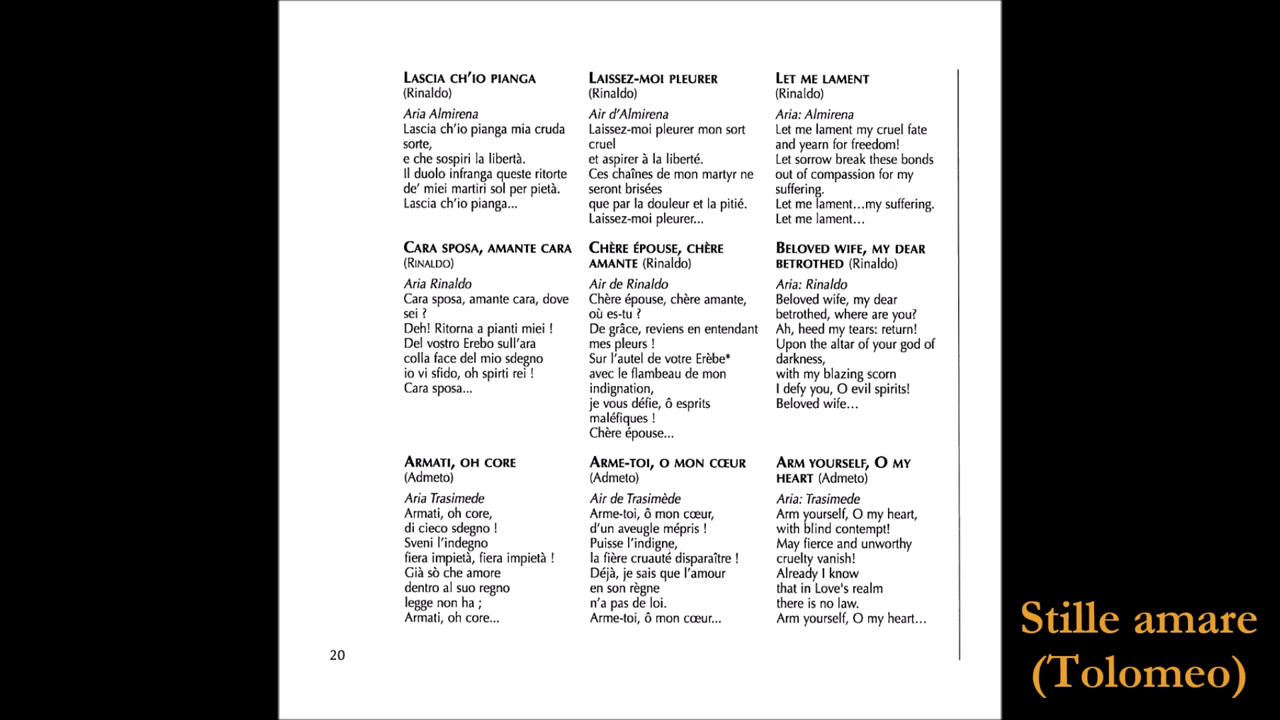 LASCIA CH'IO PIANGA
(Rinaldo)
Aria Almirena
Lascia ch'io pianga mia cruda
sorte,
e che sospiri la libertà.
Il duolo infranga queste ritorte
de' miei martiri sol per pietà.
Lascia ch'io pianga...
CARA SPOSA, AMANTE CARA
(RINALDO)
Aria Rinaldo
Cara sposa, amante cara, dove
sei ?
Deh! Ritorna a pianti miei !
Del vostro Erebo sull'ara
colla face del mio sdegno
io vi sfido, oh spirti rei !
Cara sposa...
ARMATI, OH CORE
(Admeto)
Aria Trasimede
Armati, oh core,
di cieco sdegno !
Sveni l'indegno
fiera impietà, fiera impietà !
Già sò che amore
dentro al suo regno
legge non ha ;
Armati, oh core...
LAISSEZ-MOI PLEURER
(Rinaldo)
Air d'Almirena
Laissez-moi pleurer mon sort
cruel
et aspirer à la liberté.
Ces chaînes de mon martyr ne
seront brisées
que par la douleur et la pitié.
Laissez-moi pleurer...
CHÈRE ÉPOUSE, CHÈRE
AMANTE (Rinaldo)
Air de Rinaldo
Chère épouse, chère amante,
où es-tu ?
De grâce, reviens en entendant
mes pleurs !
Sur l'autel de votre Erèbe*
avec le flambeau de mon
indignation,
je vous défie, ô esprits
maléfiques !
Chère épouse...
ARME-TOI, O MON CŒUR
(Admeto)
Air de Trasimède
Arme-toi, ô mon cœur,
d'un aveugle mépris !
Puisse l'indigne,
la fière cruauté disparaître !
Déjà, je sais que l'amour
en son règne
n'a pas de loi.
Arme-toi, ô mon cœur...
LET ME LAMENT
(Rinaldo)
Aria: Almirena
Let me lament my cruel fate
and yearn for freedom!
Let sorrow break these bonds
out of compassion for my
suffering.
Let me lament...my suffering.
Let me lament...
BELOVED WIFE, MY DEAR
BETROTHED (Rinaldo)
Aria: Rinaldo
Beloved wife, my dear
betrothed, where are you?
Ah, heed my tears: return!
Upon the altar of your god of
darkness,
with my blazing scorn
I defy you, O evil spirits!
Beloved wife...
ARM YOURSELF, O MY
HEART (Admeto)
Aria: Trasimede
Arm yourself, O my heart,
with blind contempt!
May fierce and unworthy
cruelty vanish!
Already I know
that in Love's realm
there is no law.
Arm yourself, O my heart...
20
Stille amare
(Tolomeo)